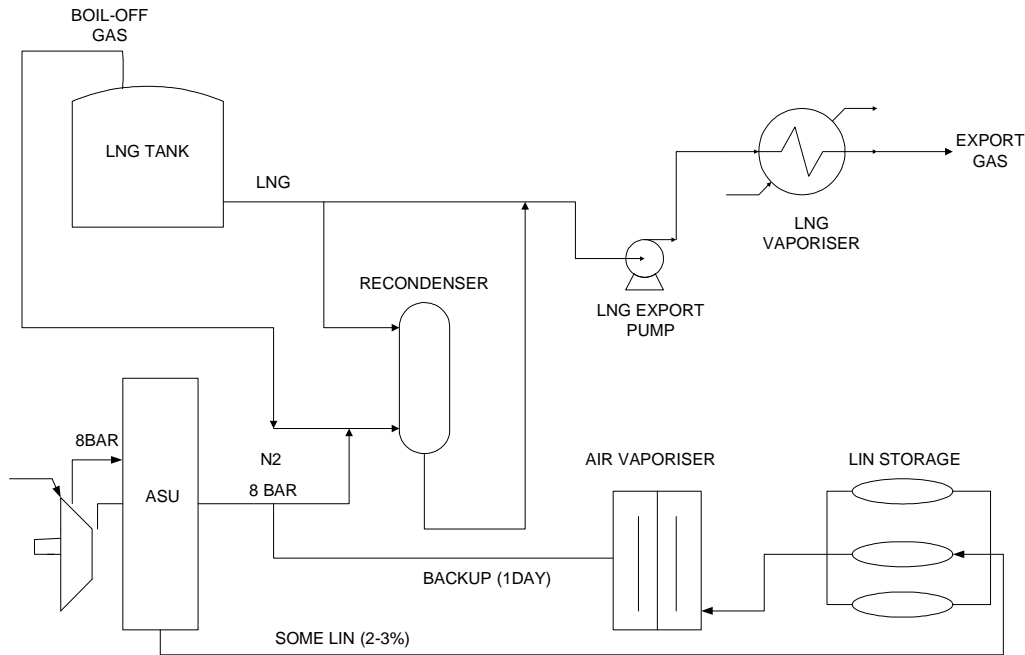 BOIL-OFF
GAS
LNG TANK
LNG
EXPORT
GAS
LNG
VAPORISER
RECONDENSER
LNG EXPORT
PUMP
8BAR
N2
8 BAR
ASU
AIR VAPORISER
LIN STORAGE
BACKUP (1DAY)
SOME LIN (2-3%)